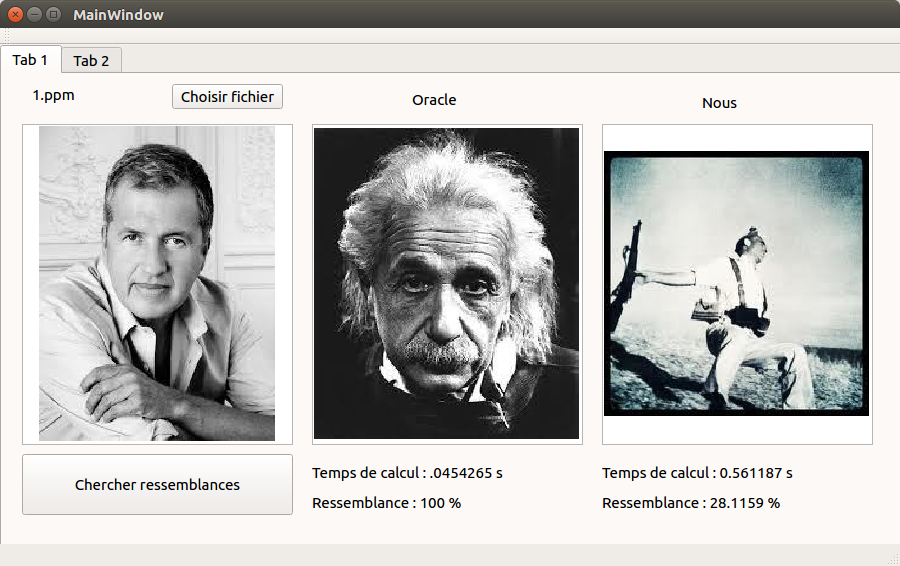 MainWindow
Tab 1
Tab 2
1.ppm
Choisir fichier
Oracle
Nous
Chercher ressemblances
Temps de calcul : .0454265 s
Ressemblance : 100 %
Temps de calcul : 0.561187 s
Ressemblance : 28.1159 %